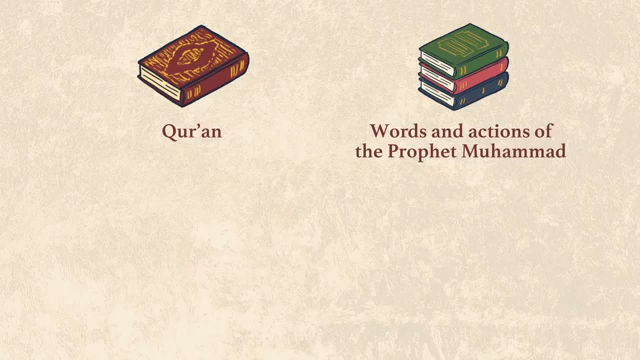 Qur’an
Words and actions of
the Prophet Muhammad